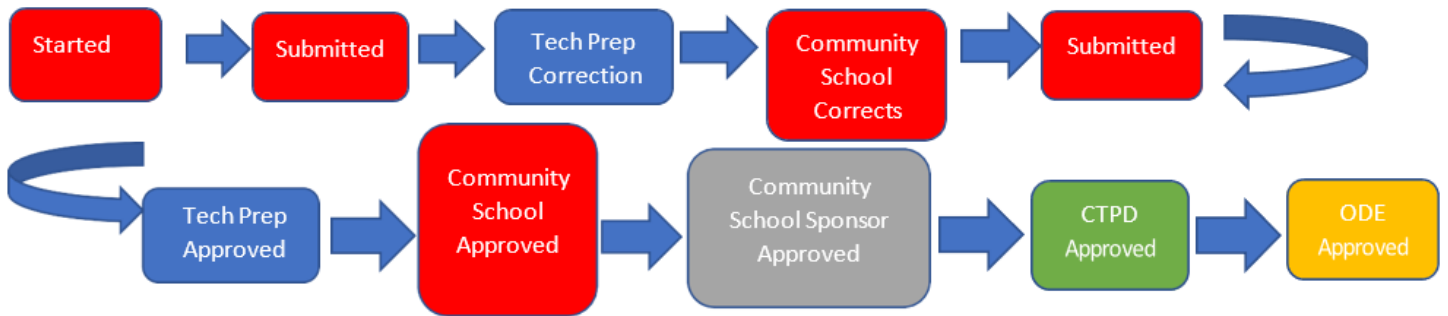 Started
Submitted
Tech Prep
Correction
Community
School
Corrects
Submitted
Tech Prep
Approved
Community
School
Approved
Community
School Sponsor
Approved
CTPD
Approved
ODE
Approved